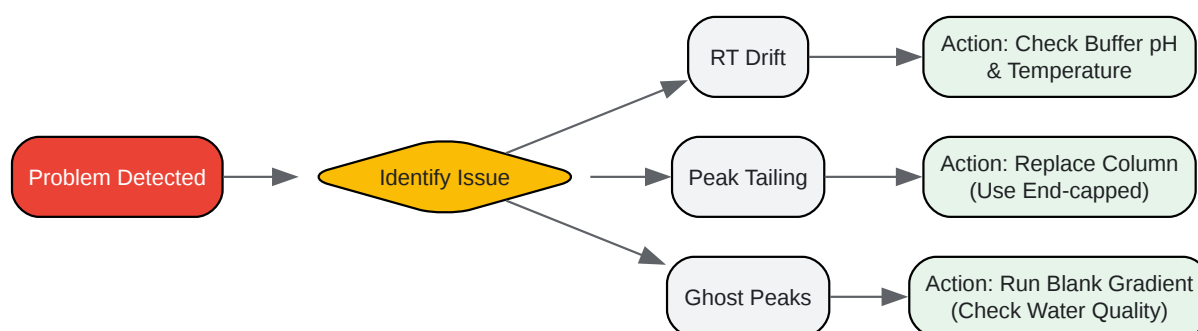 Problem Detected
Identify Issue
RT Drift
Action: Check Buffer pH
& Temperature
Peak Tailing
Action: Replace Column
(Use End-capped)
Ghost Peaks
Action: Run Blank Gradient
(Check Water Quality)